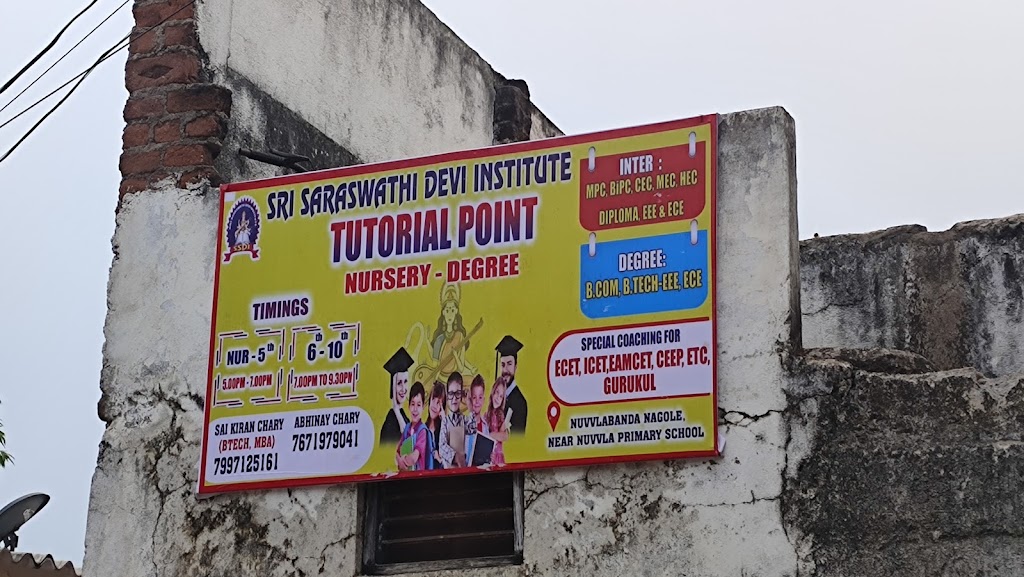 SRI SARASWATHI DEVI INSTITUTE
TUTORIAL POINT
NURSERY - DEGREE
SSDI
TIMINGS
NUR - 5th
5.00PM - 7.00PM
6th - 10th
7.00PM TO 9.30PM
SAI KIRAN CHARY
(BTECH, MBA)
7997125161
ABHINAY CHARY
7671979041
INTER :
MPC, BiPC, CEC, MEC, HEC
DIPLOMA, EEE & ECE
DEGREE:
B.COM, B.TECH-EEE, ECE
SPECIAL COACHING FOR
ECET, ICET,EAMCET, CEEP, ETC,
GURUKUL
NUVVLABANDA NAGOLE,
NEAR NUVVLA PRIMARY SCHOOL